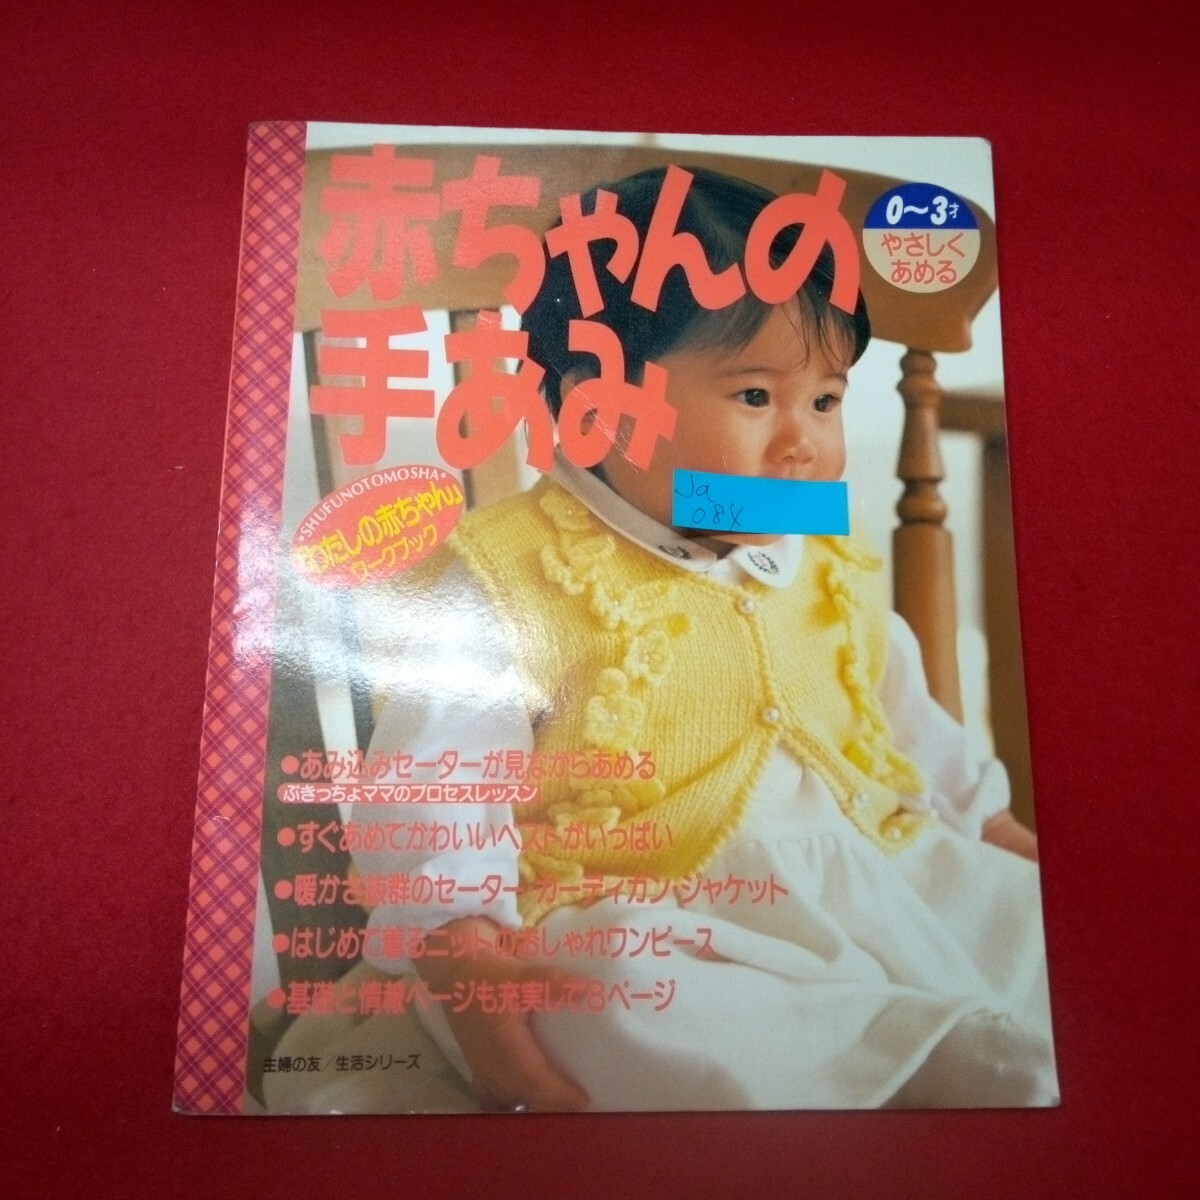 赤ちゃんの
手あみ
0〜3才
やさしく
あめる
•SHUFUNOTOMOSHA•
「わたしの赤ちゃん」
ワークブック
Ja
084
●あみ込みセーターが見ながらあめる
ぶきっちょママのプロセスレッスン
●すぐあめてかわいいベストがいっぱい
●暖かさ抜群のセーター・カーディガン・ジャケット
●はじめて着るニットのおしゃれワンピース
●基礎と情報ページも充実して8ページ
主婦の友／生活シリーズ